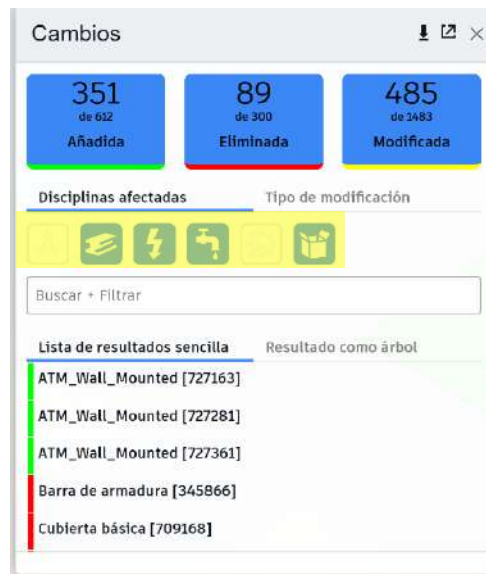 Cambios
351
de 612
Añadida
89
de 300
Eliminada
485
de 1483
Modificada
Disciplinas afectadas
Tipo de modificación
Buscar + Filtrar
Lista de resultados sencilla
Resultado como árbol
ATM_Wall_Mounted [727163]
ATM_Wall_Mounted [727281]
ATM_Wall_Mounted [727361]
Barra de armadura [345866]
Cubierta básica [709168]